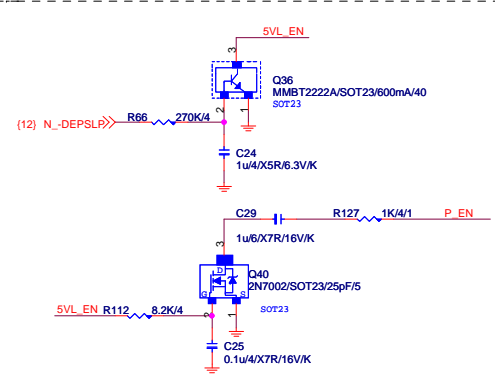 5VL_EN
3
Q36
MMBT2222A/SOT23/600mA/40
SOT23
2
1
{12} N_-DEPSLP
R66
270K/4
C24
1u/4/X5R/6.3V/K
C29
1u/6/X7R/16V/K
R127
1K/4/1
P_EN
3
D
G
S
Q40
2N7002/SOT23/25pF/5
SOT23
2
1
5VL_EN
R112
8.2K/4
C25
0.1u/4/X7R/16V/K